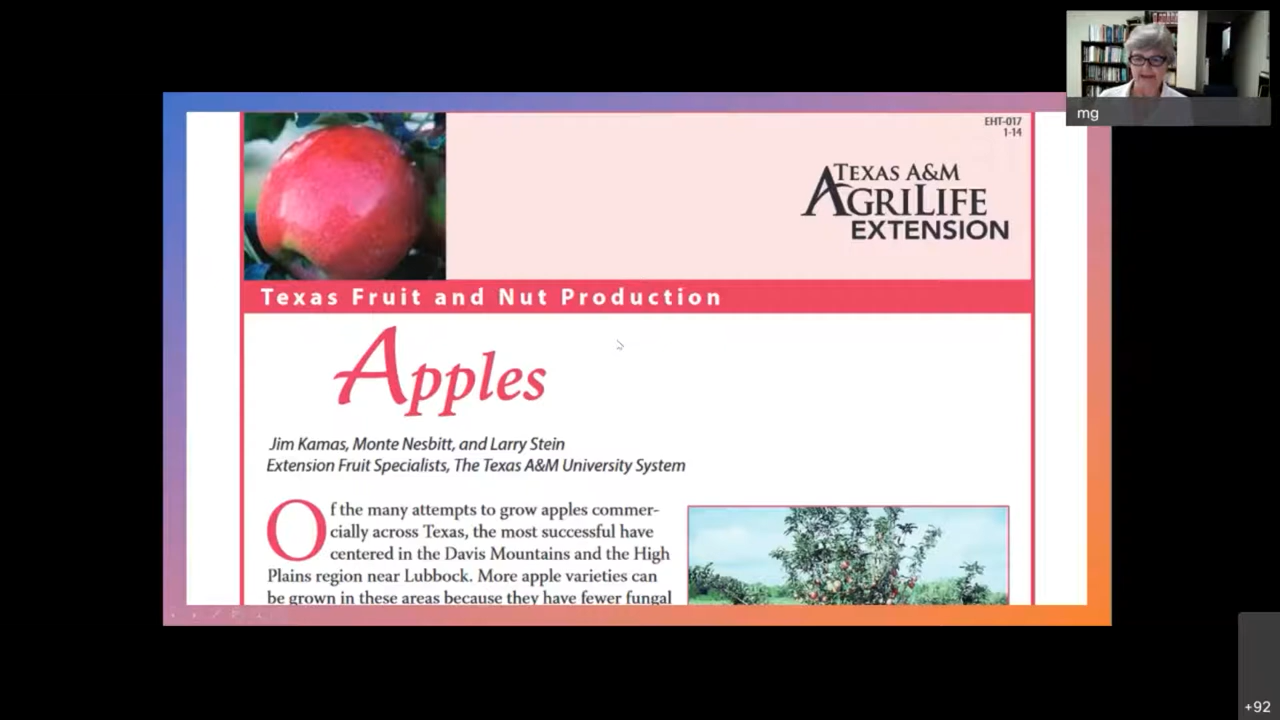 mg
EHT-017
1-14
TEXAS A&M
AGRILIFE
EXTENSION
Texas Fruit and Nut Production
Apples
Jim Kamas, Monte Nesbitt, and Larry Stein
Extension Fruit Specialists, The Texas A&M University System
Of the many attempts to grow apples commer-
cially across Texas, the most successful have
centered in the Davis Mountains and the High
Plains region near Lubbock. More apple varieties can
be grown in these areas because they have fewer fungal
+92